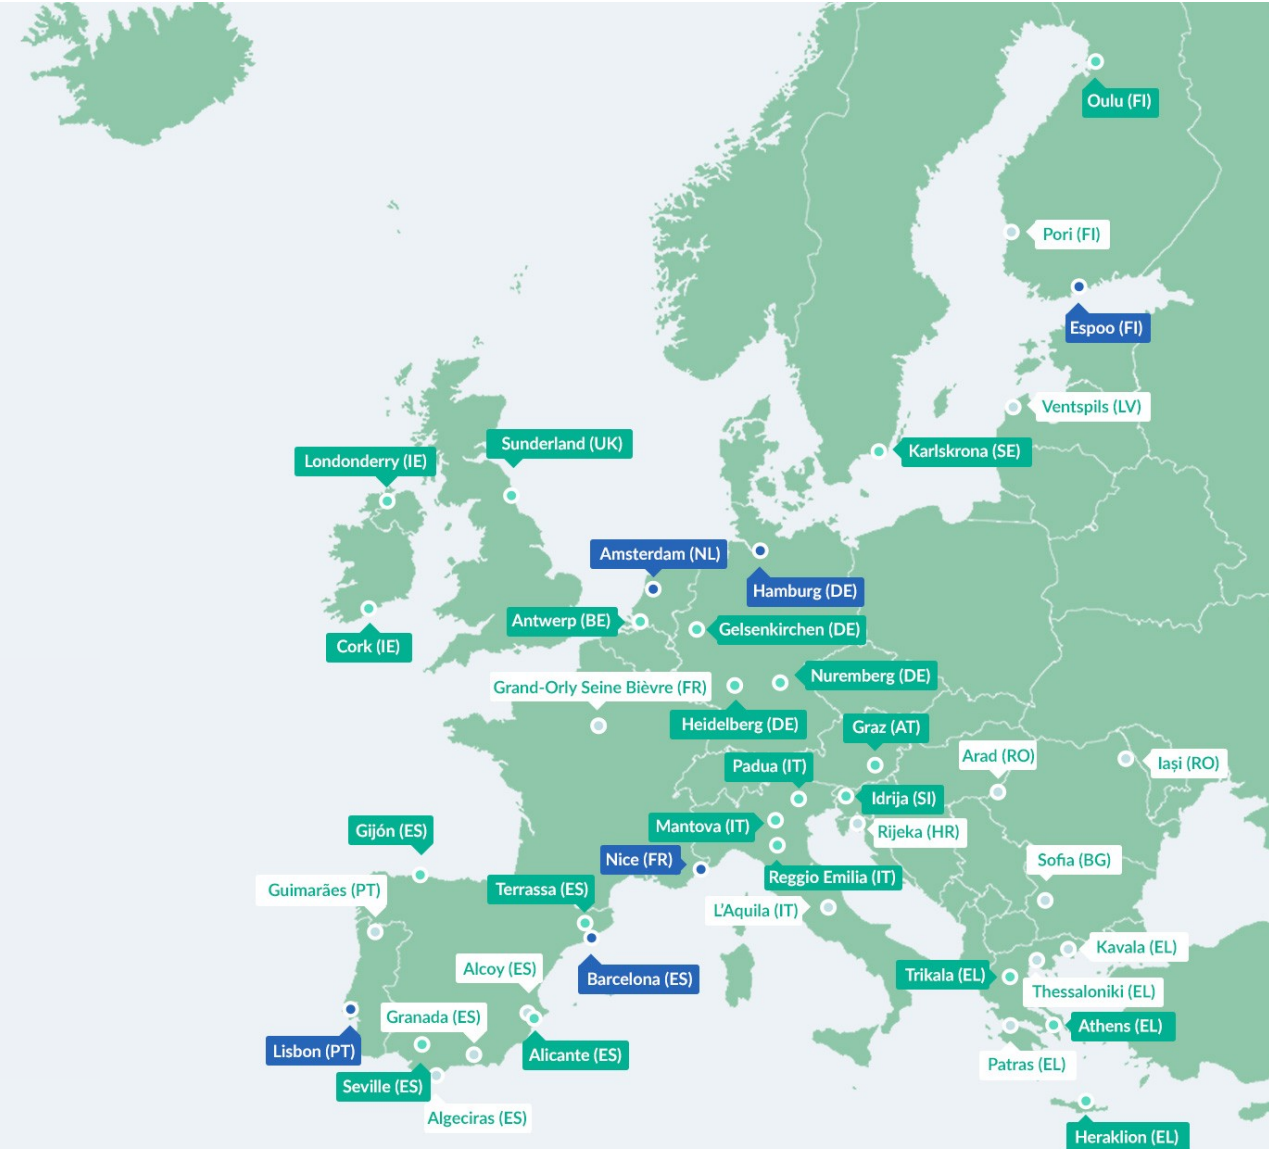 Oulu (FI)
Pori (FI)
Espoo (FI)
Ventspils (LV)
Sunderland (UK)
Karlskrona (SE)
Londonderry (IE)
Amsterdam (NL)
Hamburg (DE)
Antwerp (BE)
Gelsenkirchen (DE)
Cork (IE)
Nuremberg (DE)
Grand-Orly Seine Bièvre (FR)
Heidelberg (DE)
Graz (AT)
Arad (RO)
Iași (RO)
Padua (IT)
Idrija (SI)
Mantova (IT)
Gijón (ES)
Rijeka (HR)
Nice (FR)
Sofia (BG)
Reggio Emilia (IT)
Guimarães (PT)
Terrassa (ES)
L'Aquila (IT)
Kavala (EL)
Alcoy (ES)
Barcelona (ES)
Trikala (EL)
Thessaloniki (EL)
Granada (ES)
Athens (EL)
Lisbon (PT)
Alicante (ES)
Patras (EL)
Seville (ES)
Algeciras (ES)
Heraklion (EL)